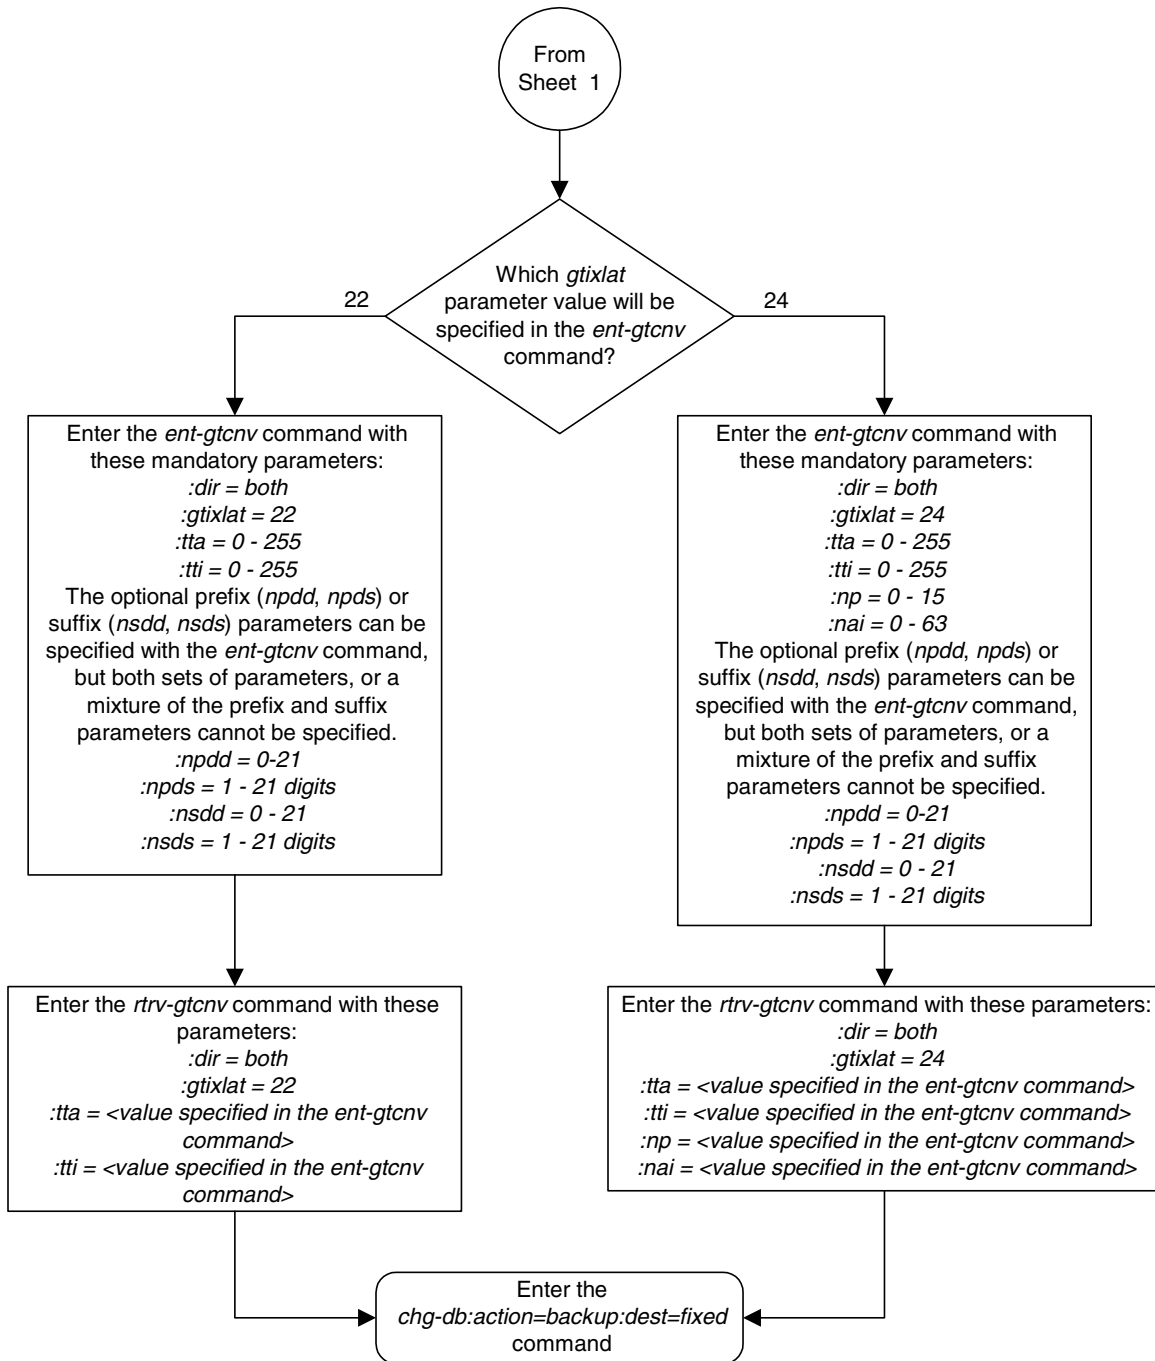 From
Sheet 1
Which gtixlat
parameter value will be
specified in the ent-gtcnv
command?
22
24
Enter the ent-gtcnv command with
these mandatory parameters:
:dir = both
:gtixlat = 22
:tta = 0 - 255
:tti = 0 - 255
The optional prefix (npdd, npds) or
suffix (nsdd, nsds) parameters can be
specified with the ent-gtcnv command,
but both sets of parameters, or a
mixture of the prefix and suffix
parameters cannot be specified.
:npdd = 0-21
:npds = 1 - 21 digits
:nsdd = 0 - 21
:nsds = 1 - 21 digits
Enter the ent-gtcnv command with
these mandatory parameters:
:dir = both
:gtixlat = 24
:tta = 0 - 255
:tti = 0 - 255
:np = 0 - 15
:nai = 0 - 63
The optional prefix (npdd, npds) or
suffix (nsdd, nsds) parameters can be
specified with the ent-gtcnv command,
but both sets of parameters, or a
mixture of the prefix and suffix
parameters cannot be specified.
:npdd = 0-21
:npds = 1 - 21 digits
:nsdd = 0 - 21
:nsds = 1 - 21 digits
Enter the rtrv-gtcnv command with these
parameters:
:dir = both
:gtixlat = 22
:tta = <value specified in the ent-gtcnv
command>
:tti = <value specified in the ent-gtcnv
command>
Enter the rtrv-gtcnv command with these parameters:
:dir = both
:gtixlat = 24
:tta = <value specified in the ent-gtcnv command>
:tti = <value specified in the ent-gtcnv command>
:np = <value specified in the ent-gtcnv command>
:nai = <value specified in the ent-gtcnv command>
Enter the
chg-db:action=backup:dest=fixed
command